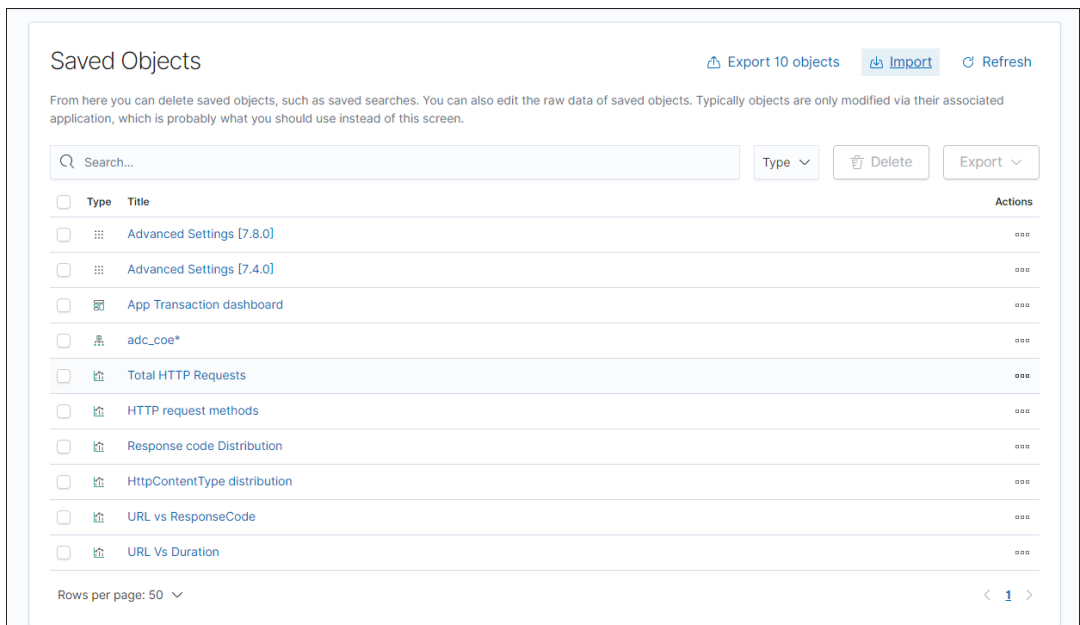 Saved Objects
Export 10 objects
Import
Refresh
From here you can delete saved objects, such as saved searches. You can also edit the raw data of saved objects. Typically objects are only modified via their associated
application, which is probably what you should use instead of this screen.
Search...
Type
Delete
Export
Type Title Actions
Advanced Settings [7.8.0]
Advanced Settings [7.4.0]
App Transaction dashboard
adc_coe*
Total HTTP Requests
HTTP request methods
Response code Distribution
HttpContentType distribution
URL vs ResponseCode
URL Vs Duration
Rows per page: 50
1